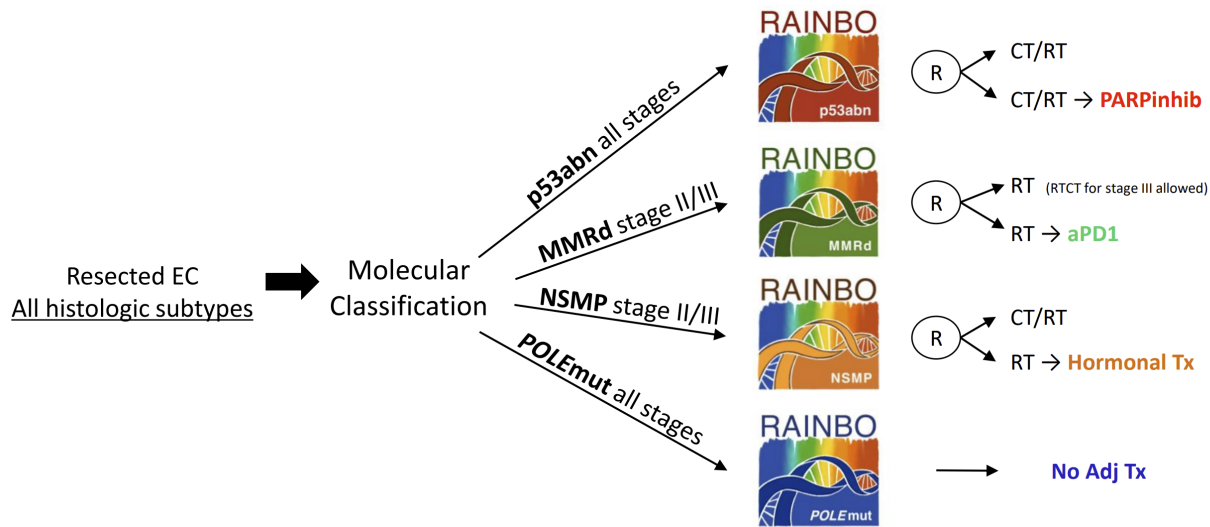 Resected EC
All histologic subtypes
Molecular
Classification
p53abn all stages
MMRd stage II/III
NSMP stage II/III
POLEmut all stages
RAINBO
p53abn
R
CT/RT
CT/RT → PARPinhib
RAINBO
MMRd
R
RT (RTCT for stage III allowed)
RT → aPD1
RAINBO
NSMP
R
CT/RT
RT → Hormonal Tx
RAINBO
POLEmut
No Adj Tx